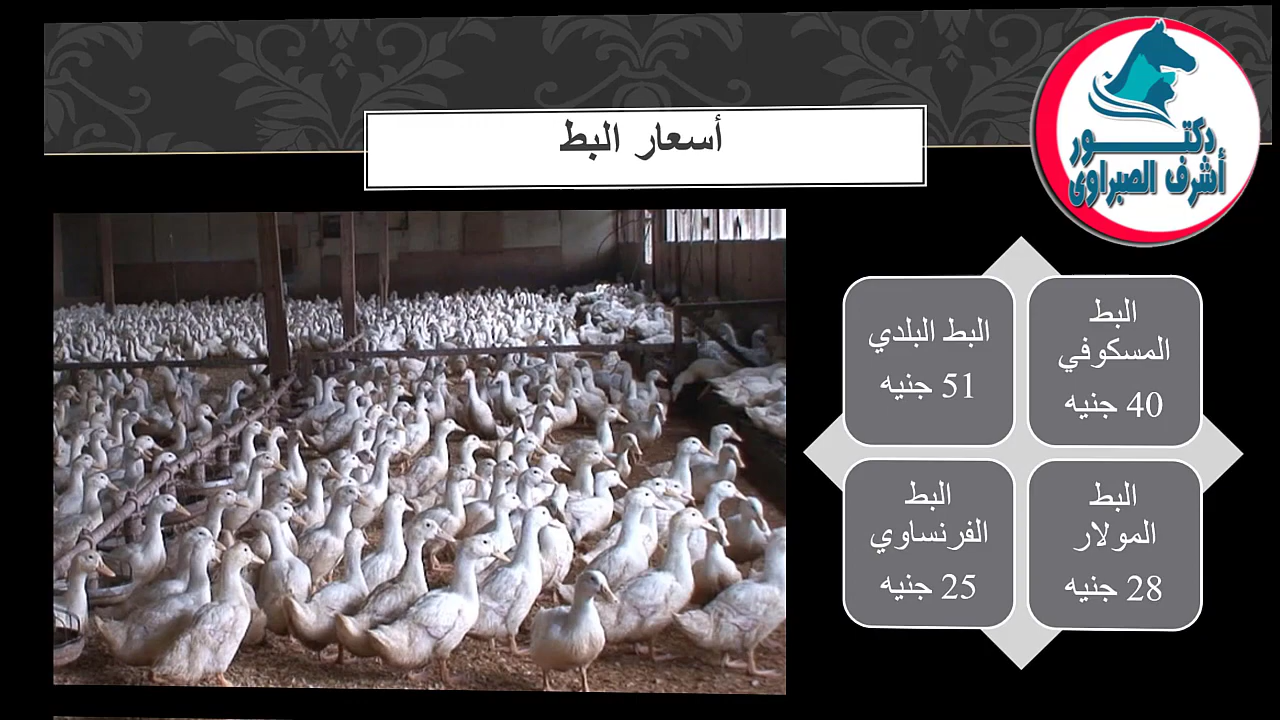 أسعار البط
دكتور
أشرف الصبراوى
البط
المسكوفي
40 جنيه
البط البلدي
51 جنيه
البط
المولار
28 جنيه
البط
الفرنساوي
25 جنيه